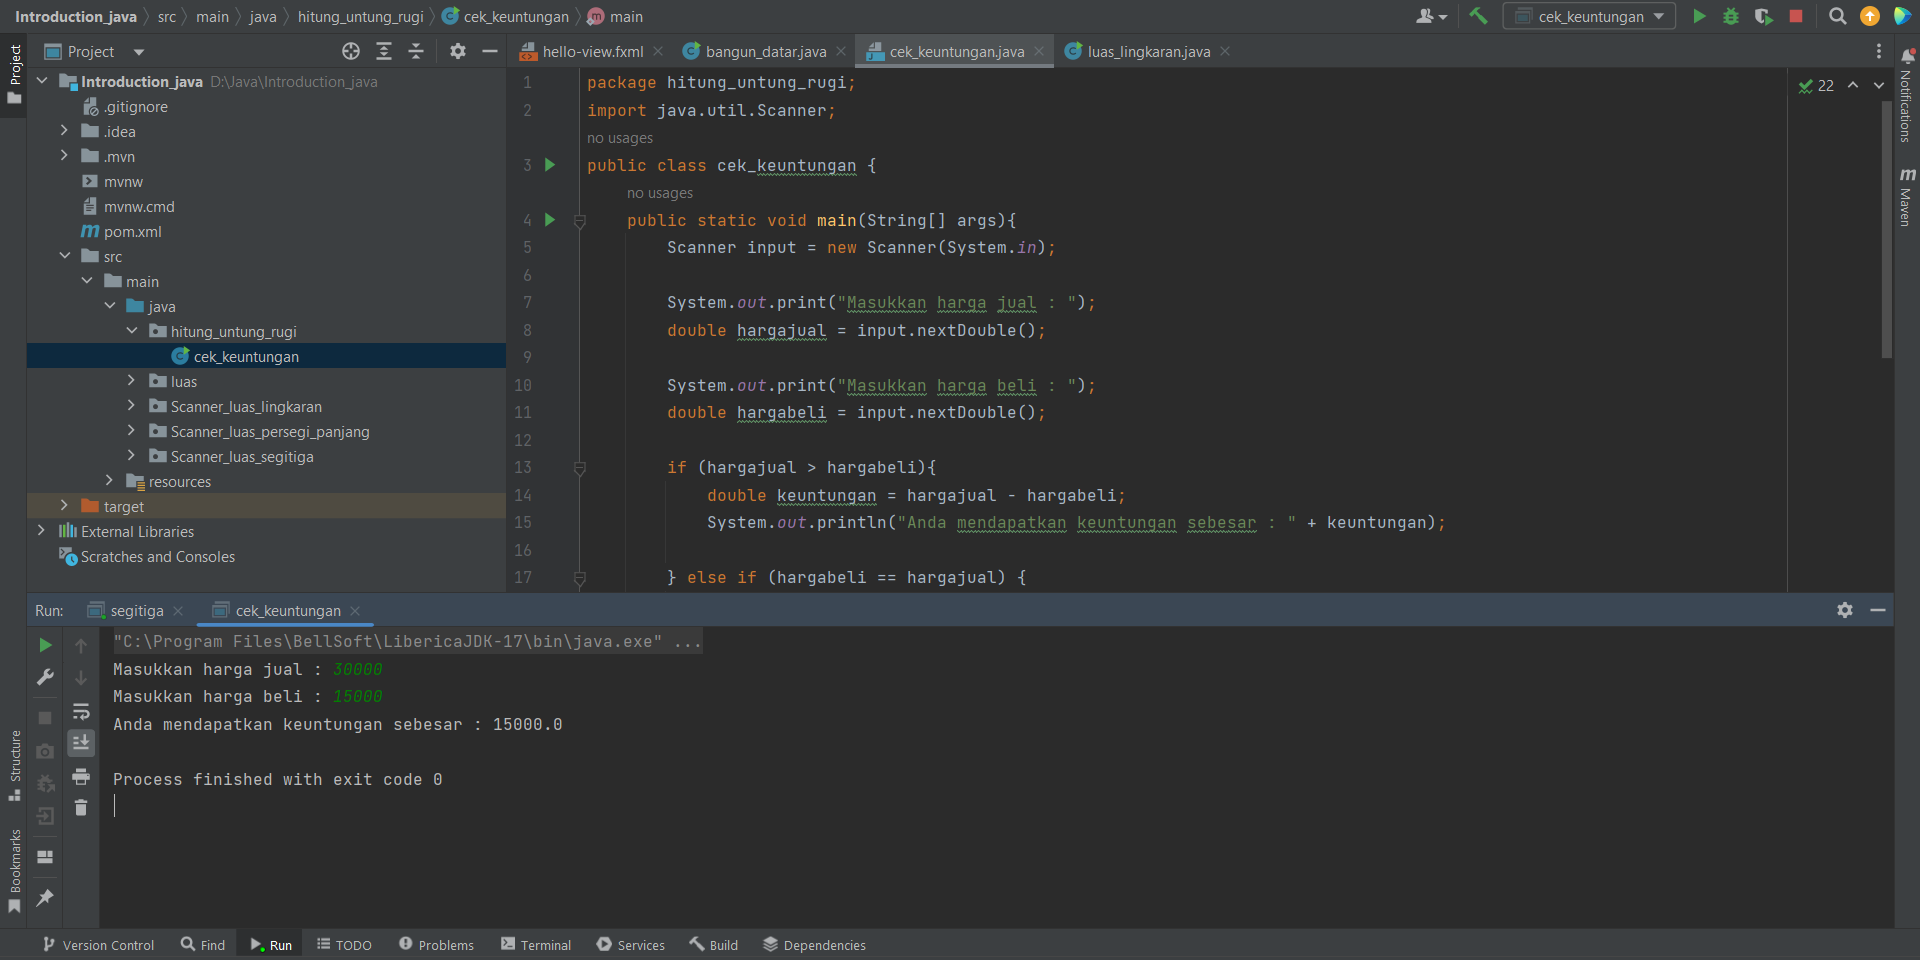 Introduction_java src main java hitung_untung_rugi cek_keuntungan m main cek_keuntungan
Project
hello-view.fxml bangun_datar.java cek_keuntungan.java luas_lingkaran.java
Project
Introduction_java D:\Java\Introduction_java
.gitignore
.idea
.mvn
mvnw
mvnw.cmd
m pom.xml
src
main
java
hitung_untung_rugi
cek_keuntungan
luas
Scanner_luas_lingkaran
Scanner_luas_persegi_panjang
Scanner_luas_segitiga
resources
target
External Libraries
Scratches and Consoles
22
1 package hitung_untung_rugi;
2 import java.util.Scanner;
no usages
3 public class cek_keuntungan {
no usages
4 public static void main(String[] args){
5 Scanner input = new Scanner(System.in);
6
7 System.out.print("Masukkan harga jual : ");
8 double hargajual = input.nextDouble();
9
10 System.out.print("Masukkan harga beli : ");
11 double hargabeli = input.nextDouble();
12
13 if (hargajual > hargabeli){
14 double keuntungan = hargajual - hargabeli;
15 System.out.println("Anda mendapatkan keuntungan sebesar : " + keuntungan);
16
17 } else if (hargabeli == hargajual) {
Notifications
m Maven
Run: segitiga cek_keuntungan
"C:\Program Files\BellSoft\LibericaJDK-17\bin\java.exe" ...
Masukkan harga jual : 30000
Masukkan harga beli : 15000
Anda mendapatkan keuntungan sebesar : 15000.0
Process finished with exit code 0
Structure
Bookmarks
Version Control Find Run TODO Problems Terminal Services Build Dependencies